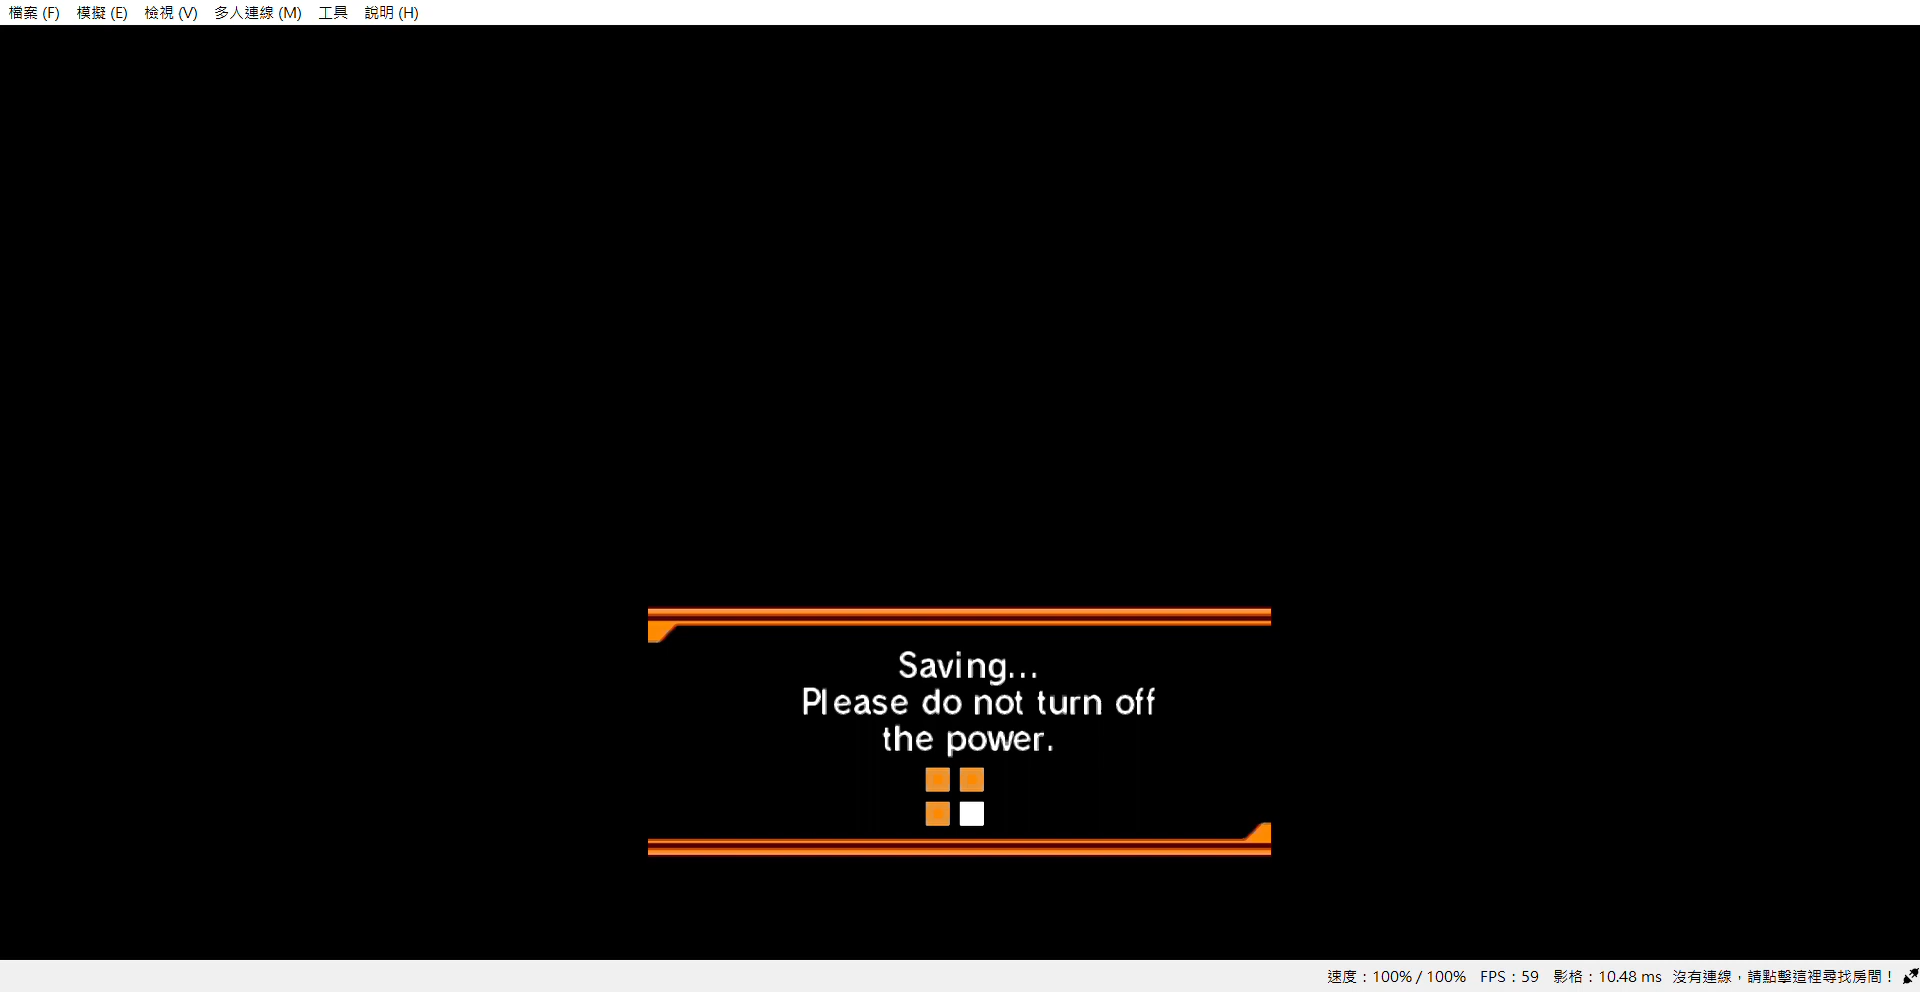 檔案 (F) 模擬 (E) 檢視 (V) 多人連線 (M) 工具 說明 (H)
Saving...
Please do not turn off
the power.
速度：100% / 100% FPS：59 影格：10.48 ms 沒有連線，請點擊這裡尋找房間！